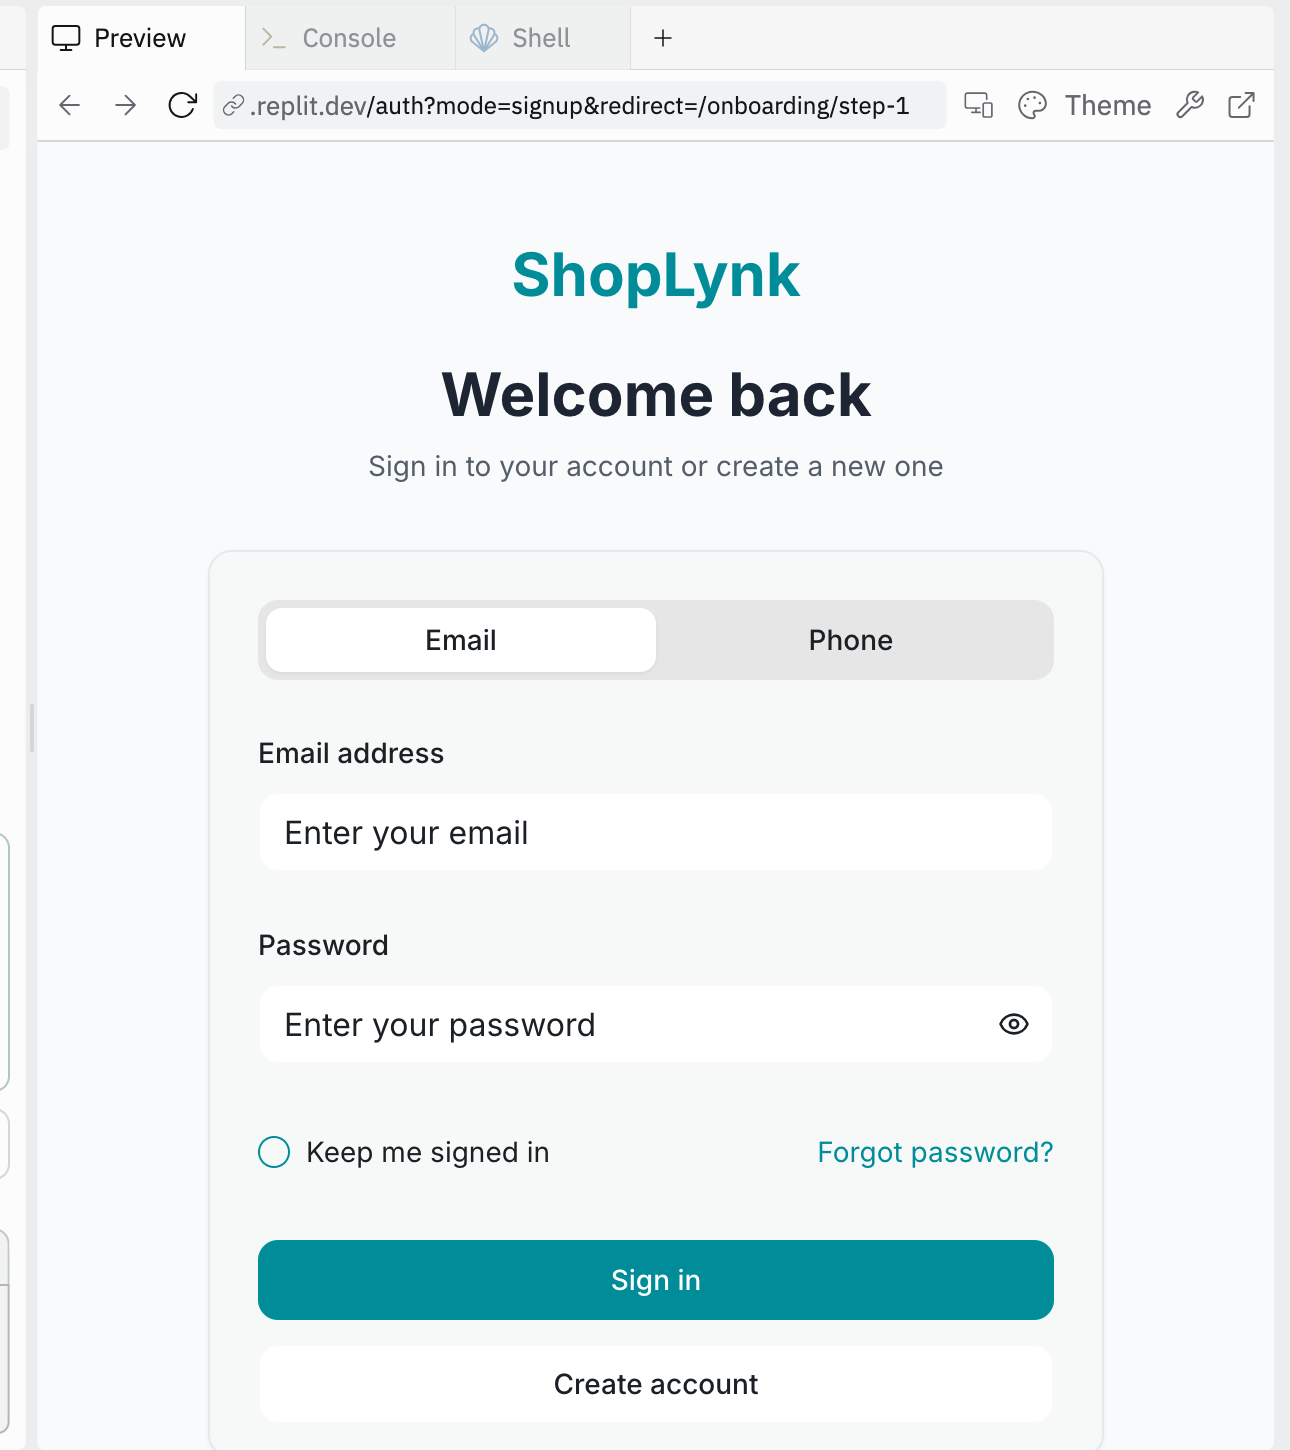 Preview
Console
Shell
.replit.dev/auth?mode=signup&redirect=/onboarding/step-1
Theme
ShopLynk
Welcome back
Sign in to your account or create a new one
Email
Phone
Email address
Enter your email
Password
Enter your password
Keep me signed in
Forgot password?
Sign in
Create account